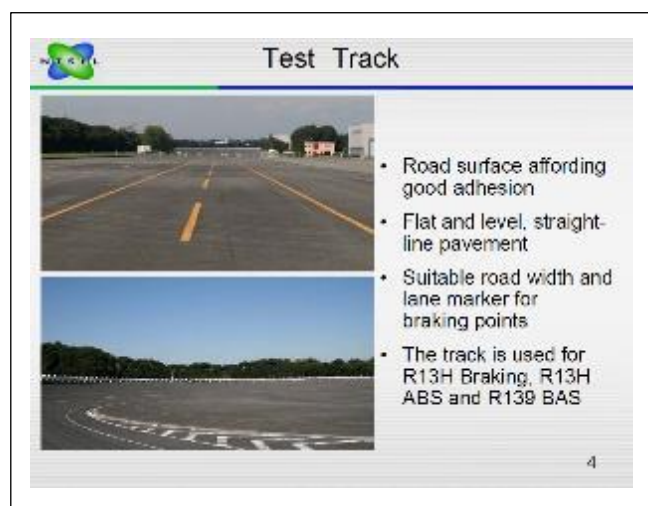 NTSEL
Test Track
• Road surface affording
good adhesion
• Flat and level, straight-
line pavement
• Suitable road width and
lane marker for
braking points
• The track is used for
R13H Braking, R13H
ABS and R139 BAS
4